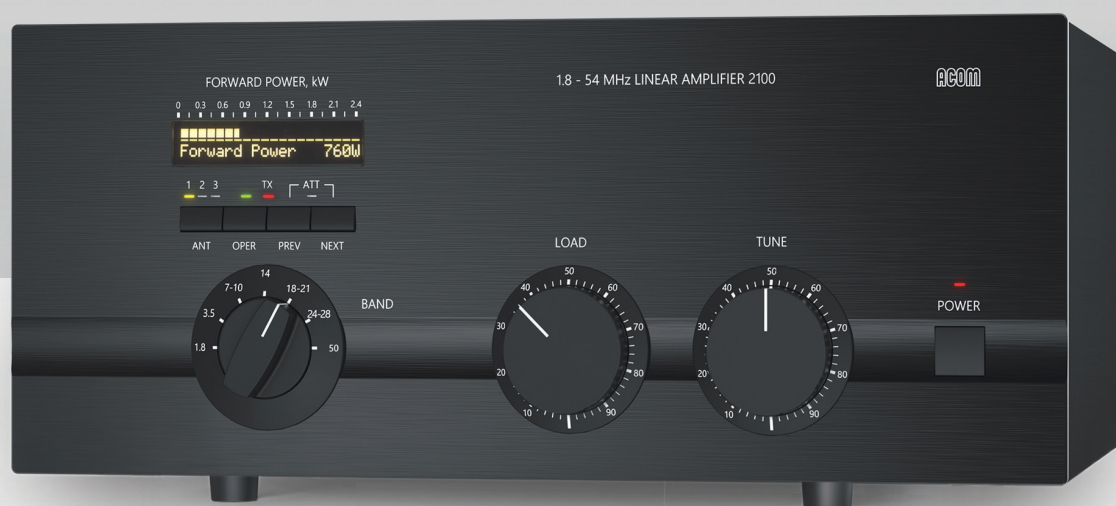 FORWARD POWER, kW
1.8 - 54 MHz LINEAR AMPLIFIER 2100
ACOM
0 0.3 0.6 0.9 1.2 1.5 1.8 2.1 2.4
Forward Power 760W
1 2 3 TX ATT
ANT OPER PREV NEXT
LOAD
TUNE
14
7-10 18-21
3.5 24-28
1.8 50
BAND
50
40 60
30 70
20 80
10 90
50
40 60
30 70
20 80
10 90
POWER